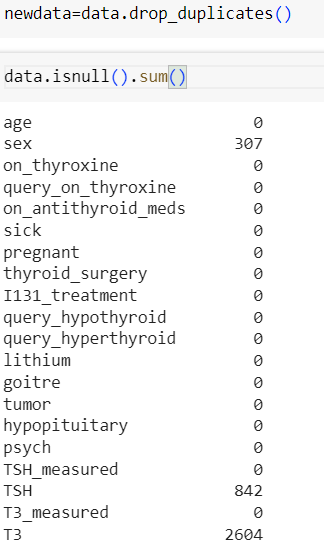 newdata=data.drop_duplicates()
data.isnull().sum()
age 0
sex 307
on_thyroxine 0
query_on_thyroxine 0
on_antithyroid_meds 0
sick 0
pregnant 0
thyroid_surgery 0
I131_treatment 0
query_hypothyroid 0
query_hyperthyroid 0
lithium 0
goitre 0
tumor 0
hypopituitary 0
psych 0
TSH_measured 0
TSH 842
T3_measured 0
T3 2604